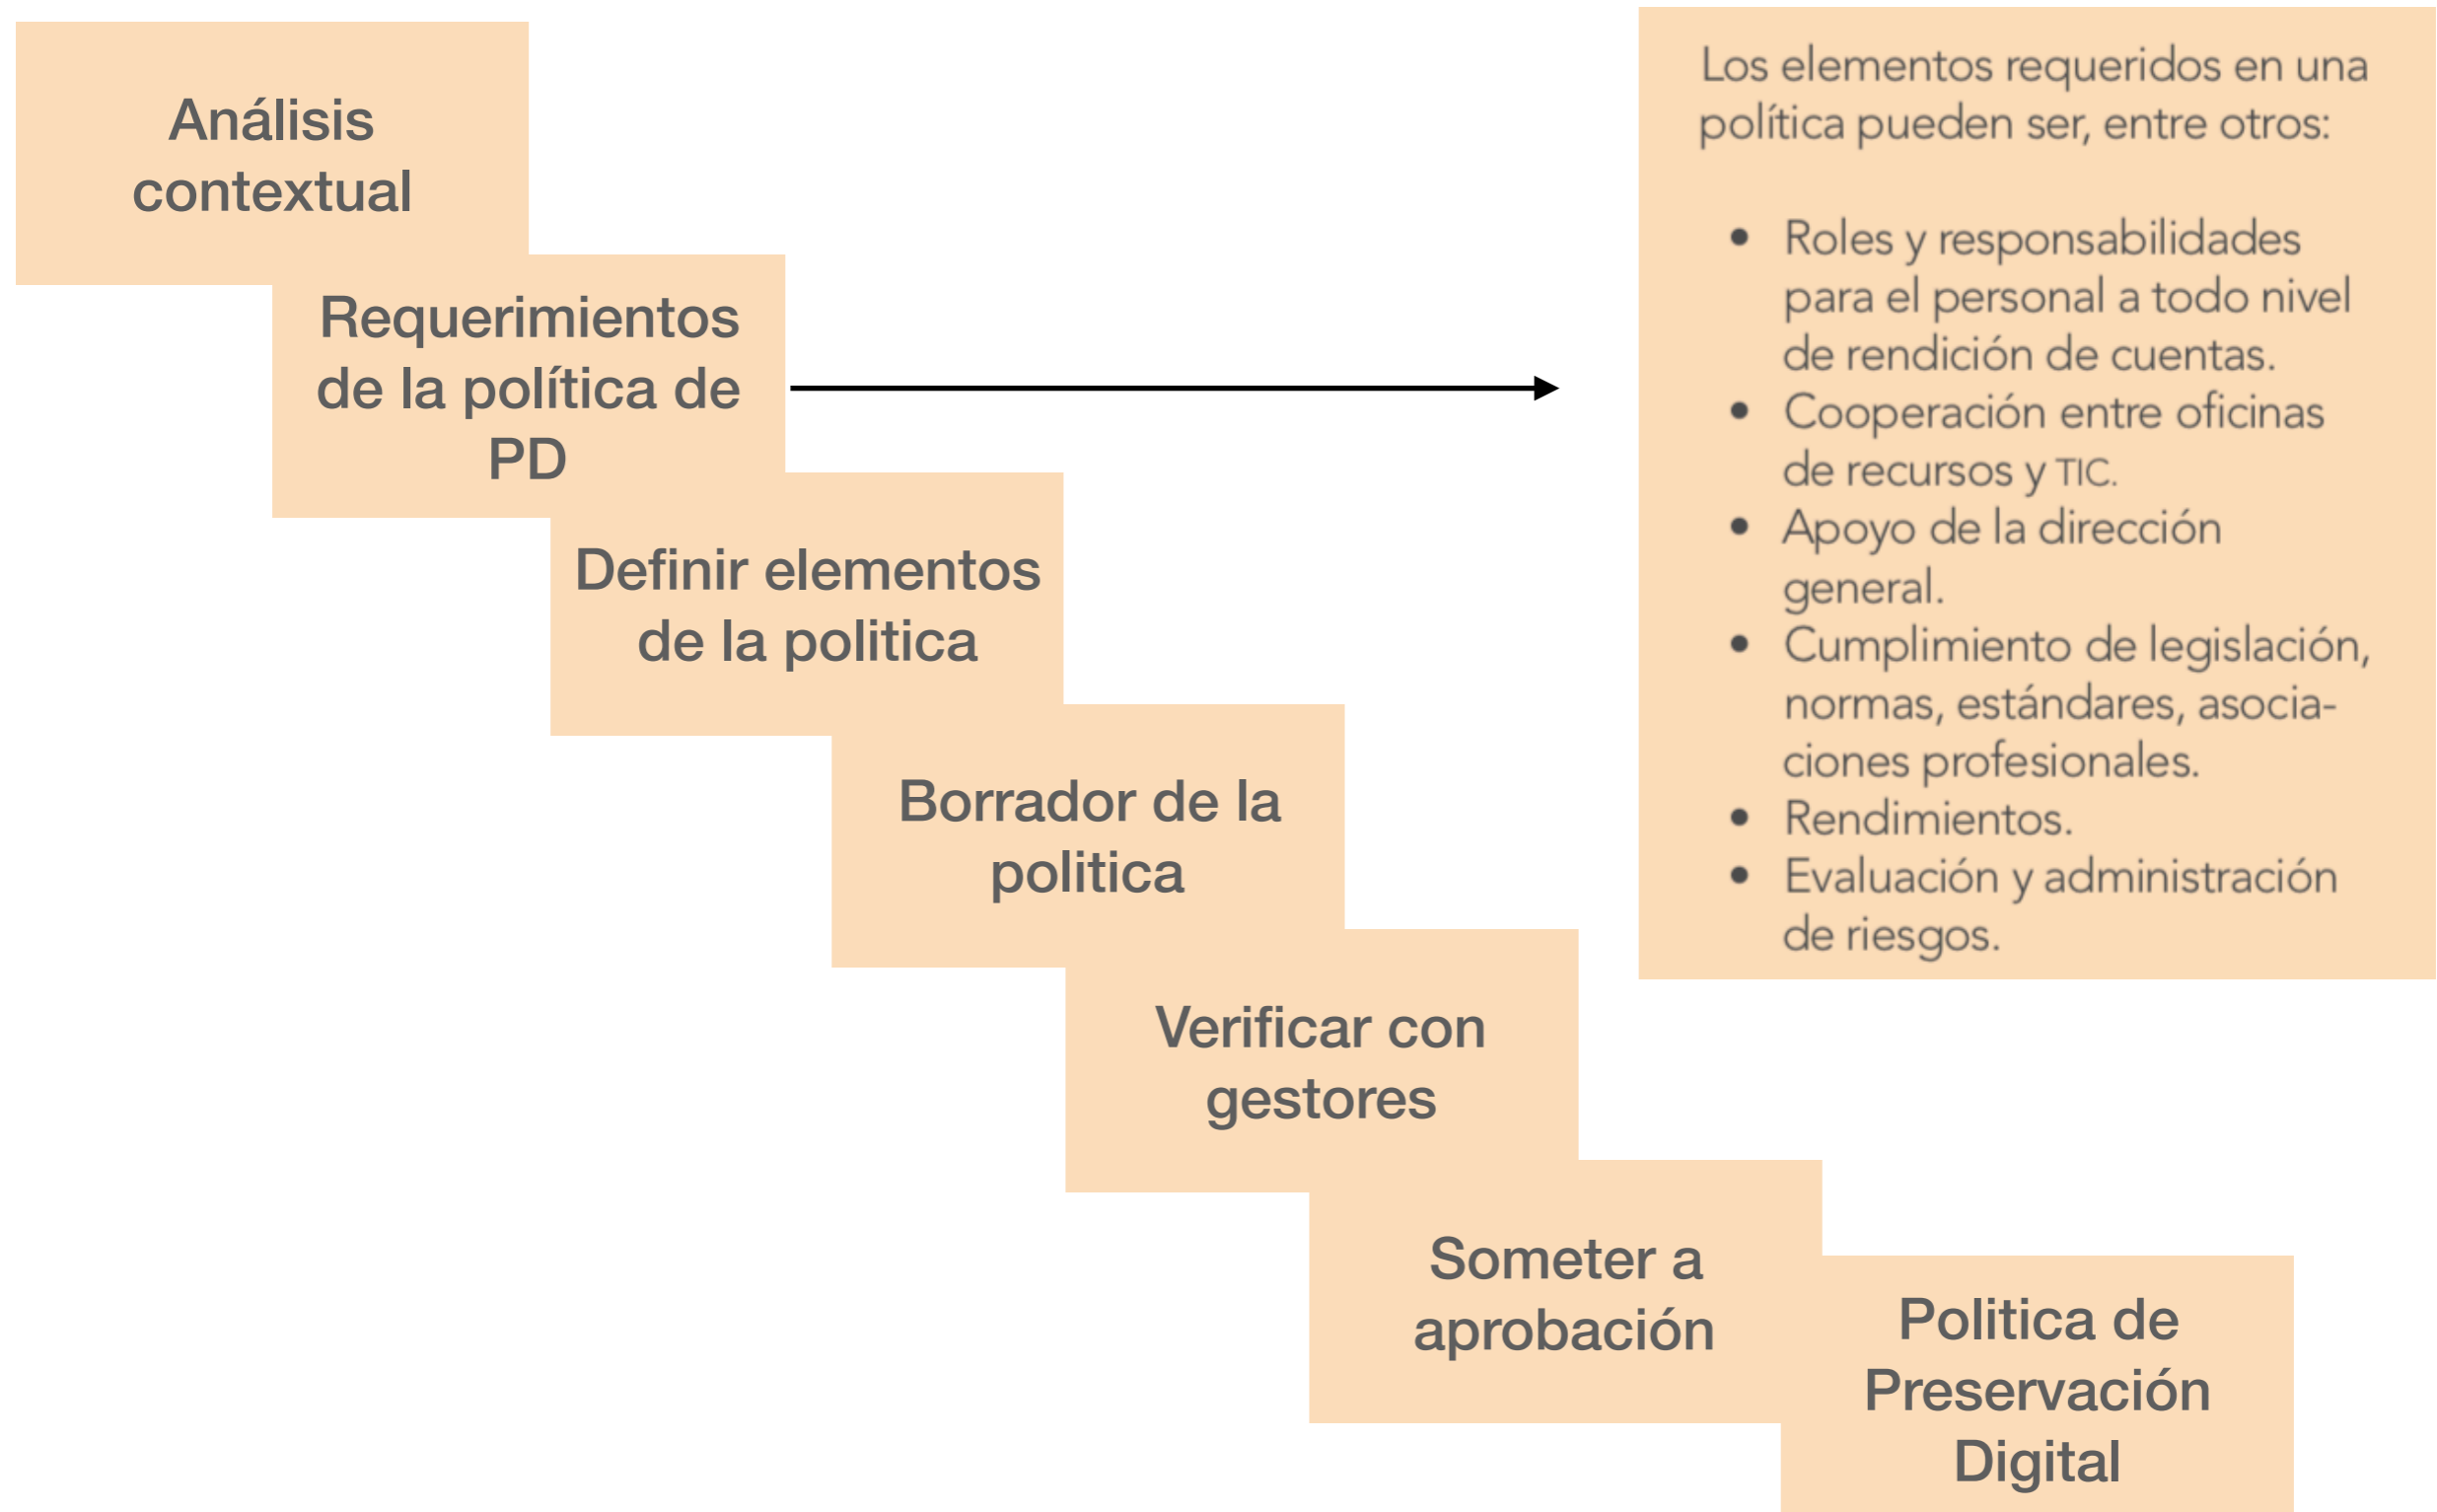 Análisis
contextual
Requerimientos
de la política de
PD
Definir elementos
de la politica
Borrador de la
politica
Verificar con
gestores
Someter a
aprobación
Politica de
Preservación
Digital
Los elementos requeridos en una
política pueden ser, entre otros:
• Roles y responsabilidades
para el personal a todo nivel
de rendición de cuentas.
• Cooperación entre oficinas
de recursos y TIC.
• Apoyo de la dirección
general.
• Cumplimiento de legislación,
normas, estándares, asocia-
ciones profesionales.
• Rendimientos.
• Evaluación y administración
de riesgos.